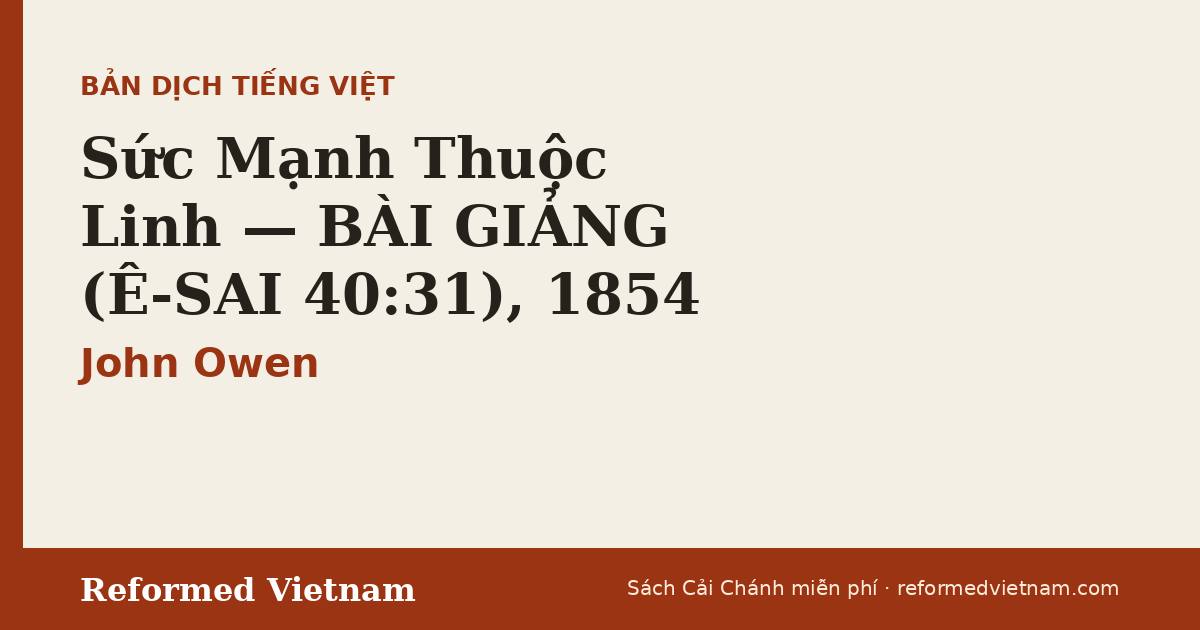 BẢN DỊCH TIẾNG VIỆT
Sức Mạnh Thuộc
Linh — BÀI GIẢNG
(Ê-SAI 40:31), 1854
John Owen
Reformed Vietnam
Sách Cải Chánh miễn phí · reformedvietnam.com